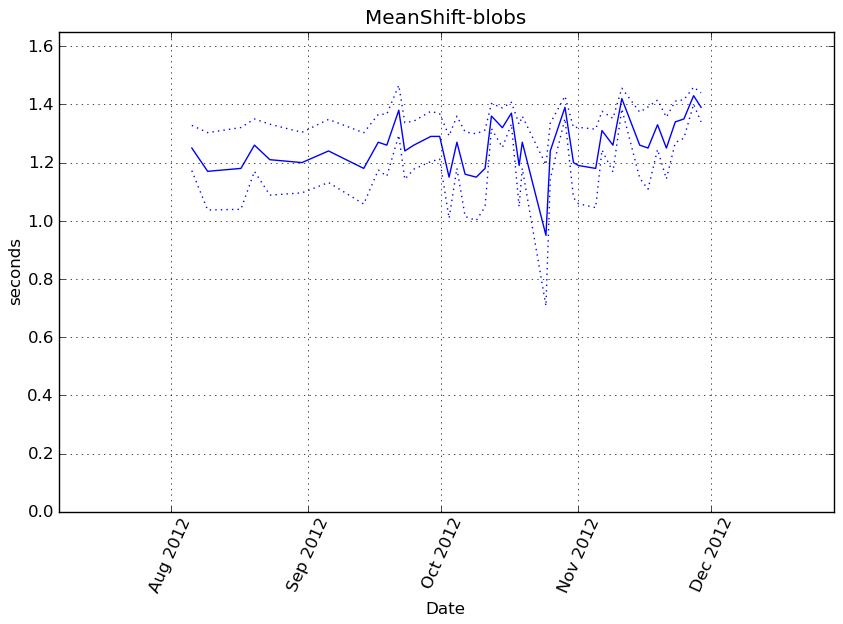 MeanShift-blobs
1.6
1.4
1.2
1.0
0.8
0.6
0.4
0.2
0.0
seconds
Aug 2012
Sep 2012
Oct 2012
Nov 2012
Dec 2012
Date